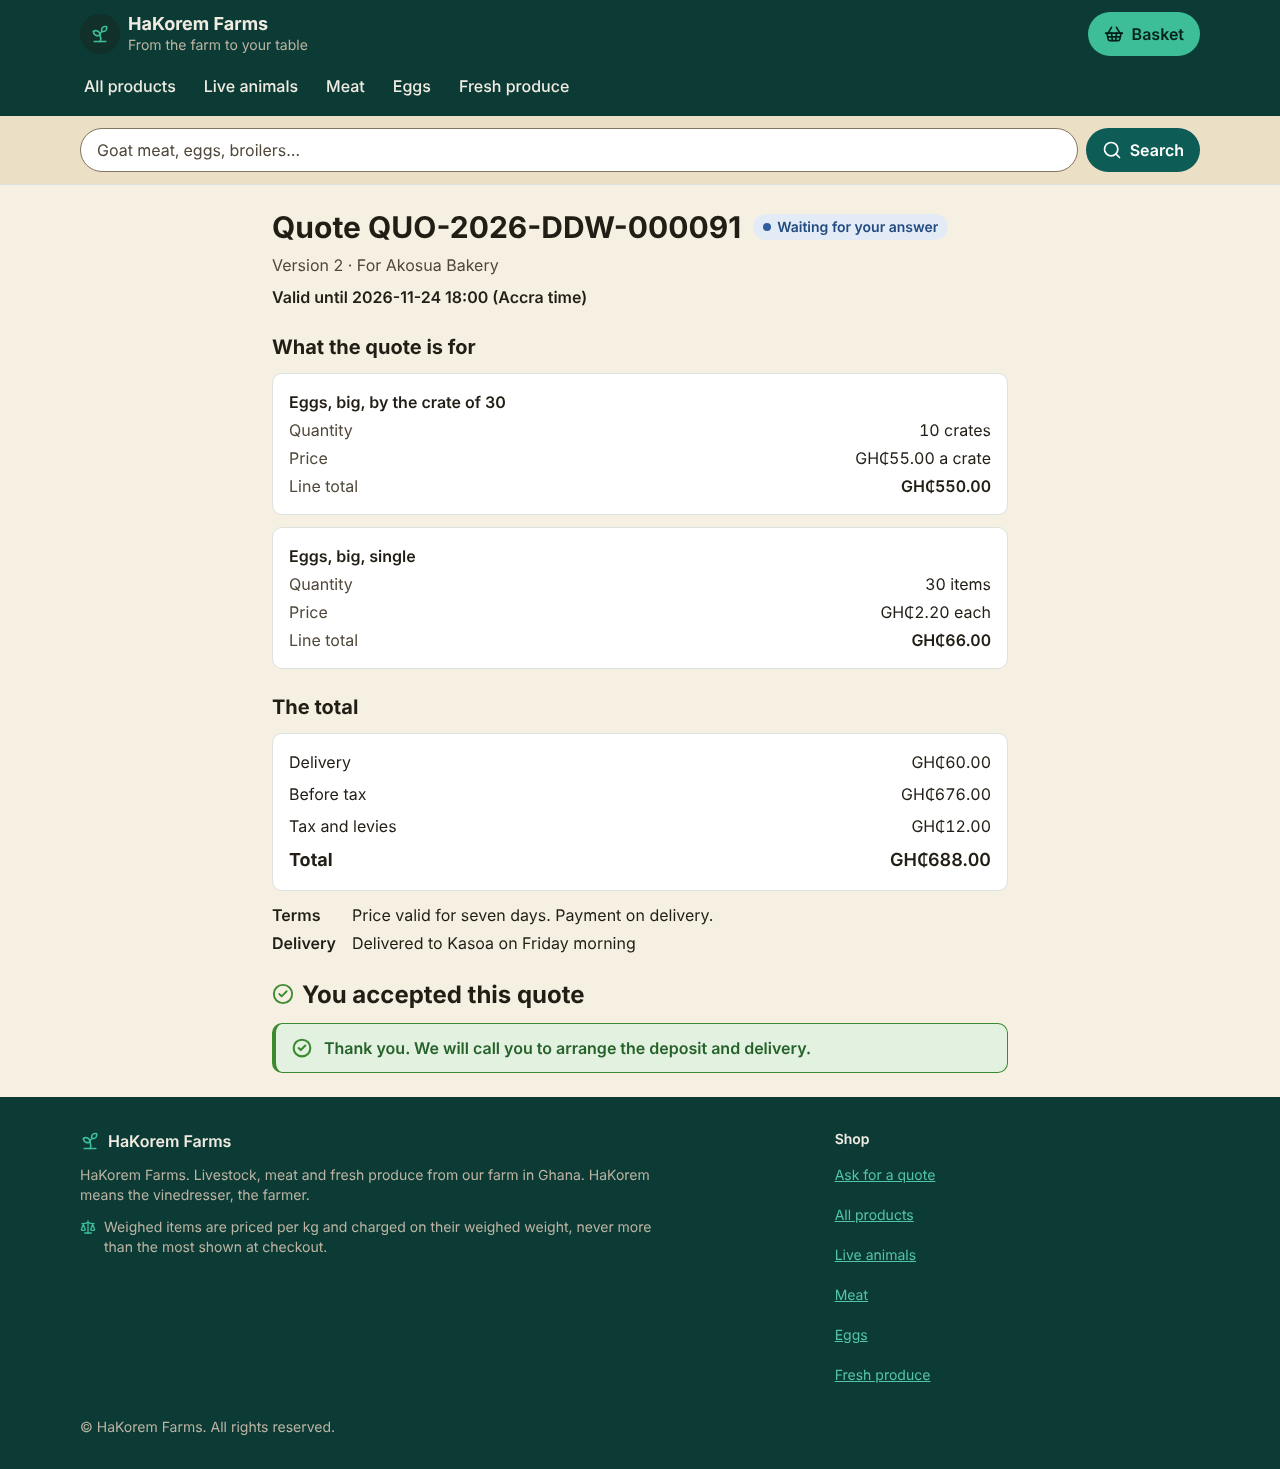 HaKorem Farms
From the farm to your table
Basket
All products
Live animals
Meat
Eggs
Fresh produce
Goat meat, eggs, broilers...
Search
Quote QUO-2026-DDW-000091
Waiting for your answer
Version 2 · For Akosua Bakery
Valid until 2026-11-24 18:00 (Accra time)
What the quote is for
Eggs, big, by the crate of 30
Quantity 10 crates
Price GH₵55.00 a crate
Line total GH₵550.00
Eggs, big, single
Quantity 30 items
Price GH₵2.20 each
Line total GH₵66.00
The total
Delivery GH₵60.00
Before tax GH₵676.00
Tax and levies GH₵12.00
Total GH₵688.00
Terms Price valid for seven days. Payment on delivery.
Delivery Delivered to Kasoa on Friday morning
You accepted this quote
Thank you. We will call you to arrange the deposit and delivery.
HaKorem Farms
HaKorem Farms. Livestock, meat and fresh produce from our farm in Ghana. HaKorem
means the vinedresser, the farmer.
Weighed items are priced per kg and charged on their weighed weight, never more
than the most shown at checkout.
Shop
Ask for a quote
All products
Live animals
Meat
Eggs
Fresh produce
© HaKorem Farms. All rights reserved.